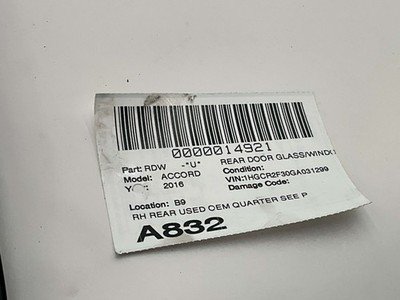 0000014921
Part: RDW -"U" REAR DOOR GLASS/WINDO
Model: ACCORD Condition:
2016 VIN:1HGCR2F30GA031299
Damage Code:
Location: B9
RH REAR USED OEM QUARTER SEE P
A832